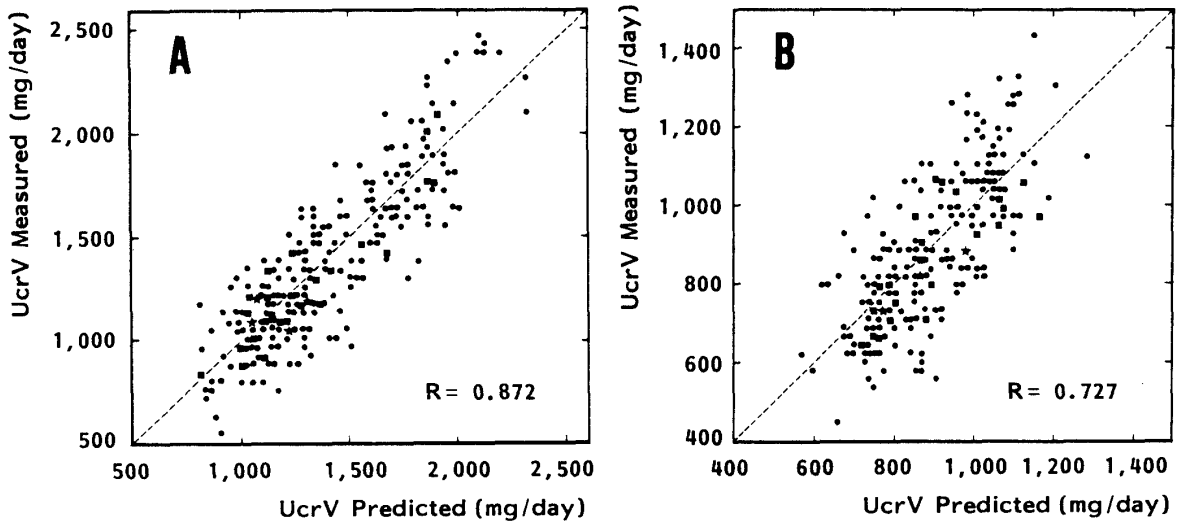 A
UcrV Measured (mg/day)
2,500
2,000
1,500
1,000
500
500 1,000 1,500 2,000 2,500
UcrV Predicted (mg/day)
R = 0.872
B
UcrV Measured (mg/day)
1,400
1,200
1,000
800
600
400
400 600 800 1,000 1,200 1,400
UcrV Predicted (mg/day)
R = 0.727